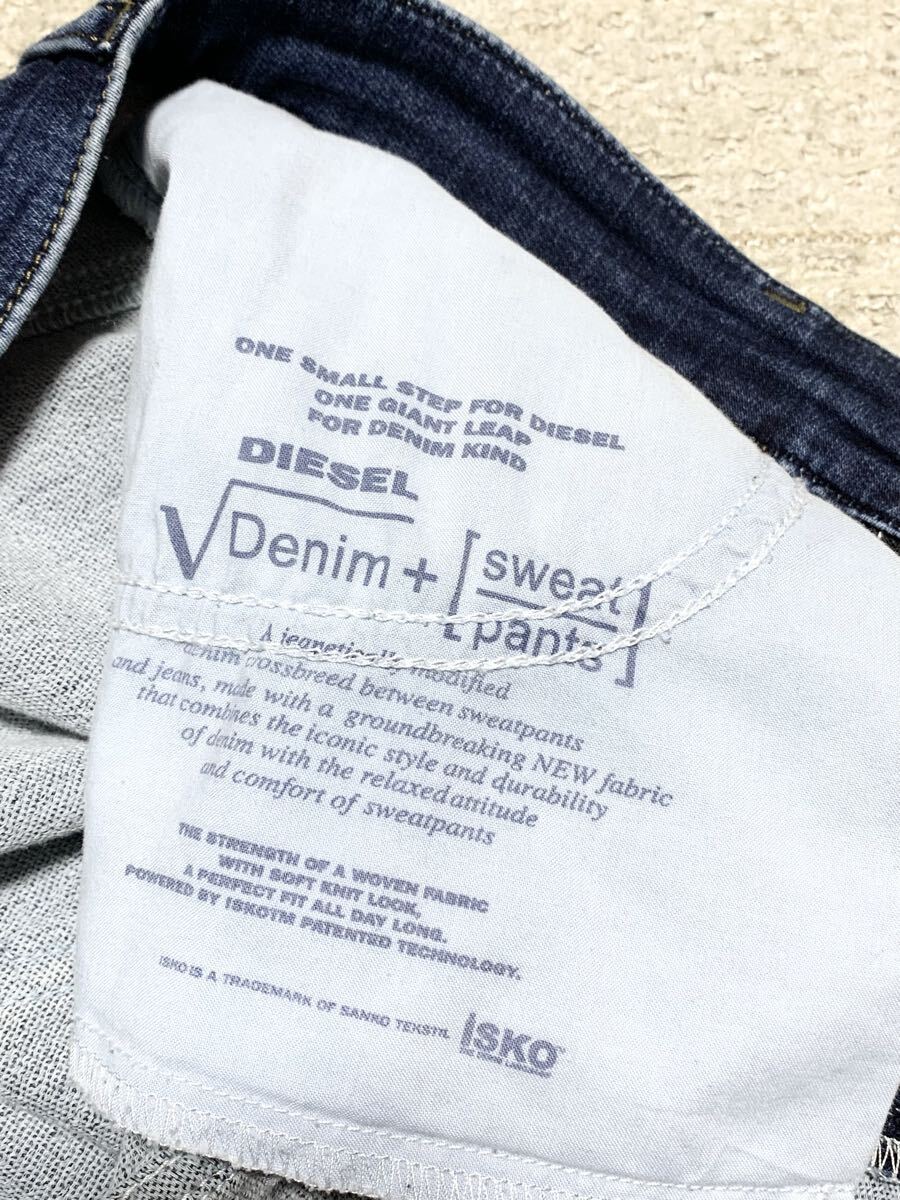 ONE SMALL STEP FOR DIESEL
ONE GIANT LEAP
FOR DENIM KIND
DIESEL
√Denim + [sweat
pants]
A jeanetically modified
denim crossbreed between sweatpants
and jeans, made with a groundbreaking NEW fabric
that combines the iconic style and durability
of denim with the relaxed attitude
and comfort of sweatpants
THE STRENGTH OF A WOVEN FABRIC
WITH SOFT KNIT LOOK,
A PERFECT FIT ALL DAY LONG.
POWERED BY ISKOTM PATENTED TECHNOLOGY.
ISKO IS A TRADEMARK OF SANKO TEKSTIL
ISKO